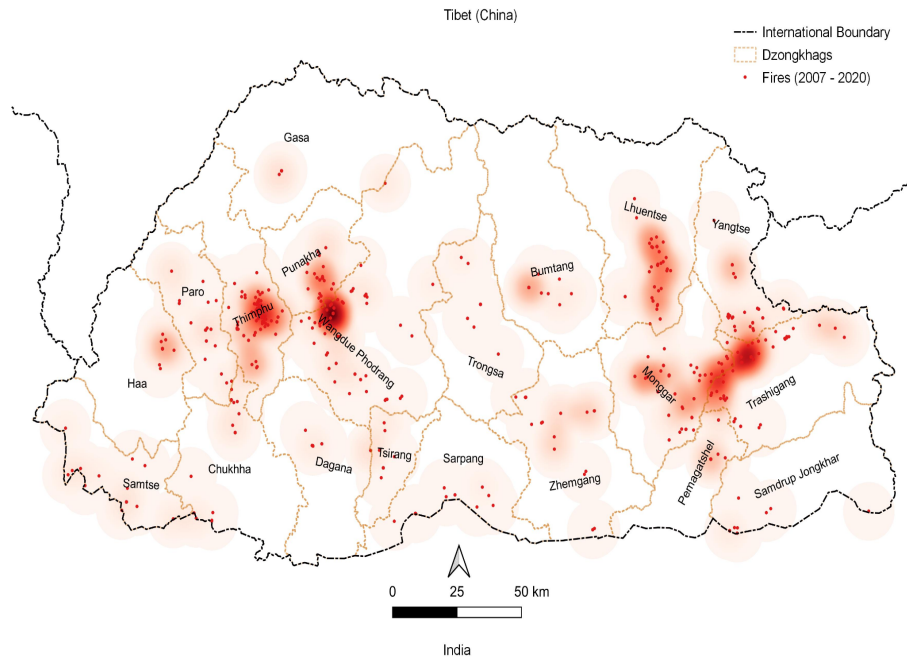 Tibet (China)
International Boundary
Dzongkhags
Fires (2007 - 2020)
Gasa
Lhuentse
Yangtse
Punakha
Bumtang
Paro
Thimphu
Wangdue Phodrang
Trongsa
Haa
Monggar
Trashigang
Chukhha
Dagana
Tsirang
Sarpang
Zhemgang
Pemagatshel
Samdrup Jongkhar
Samtse
0 25 50 km
India